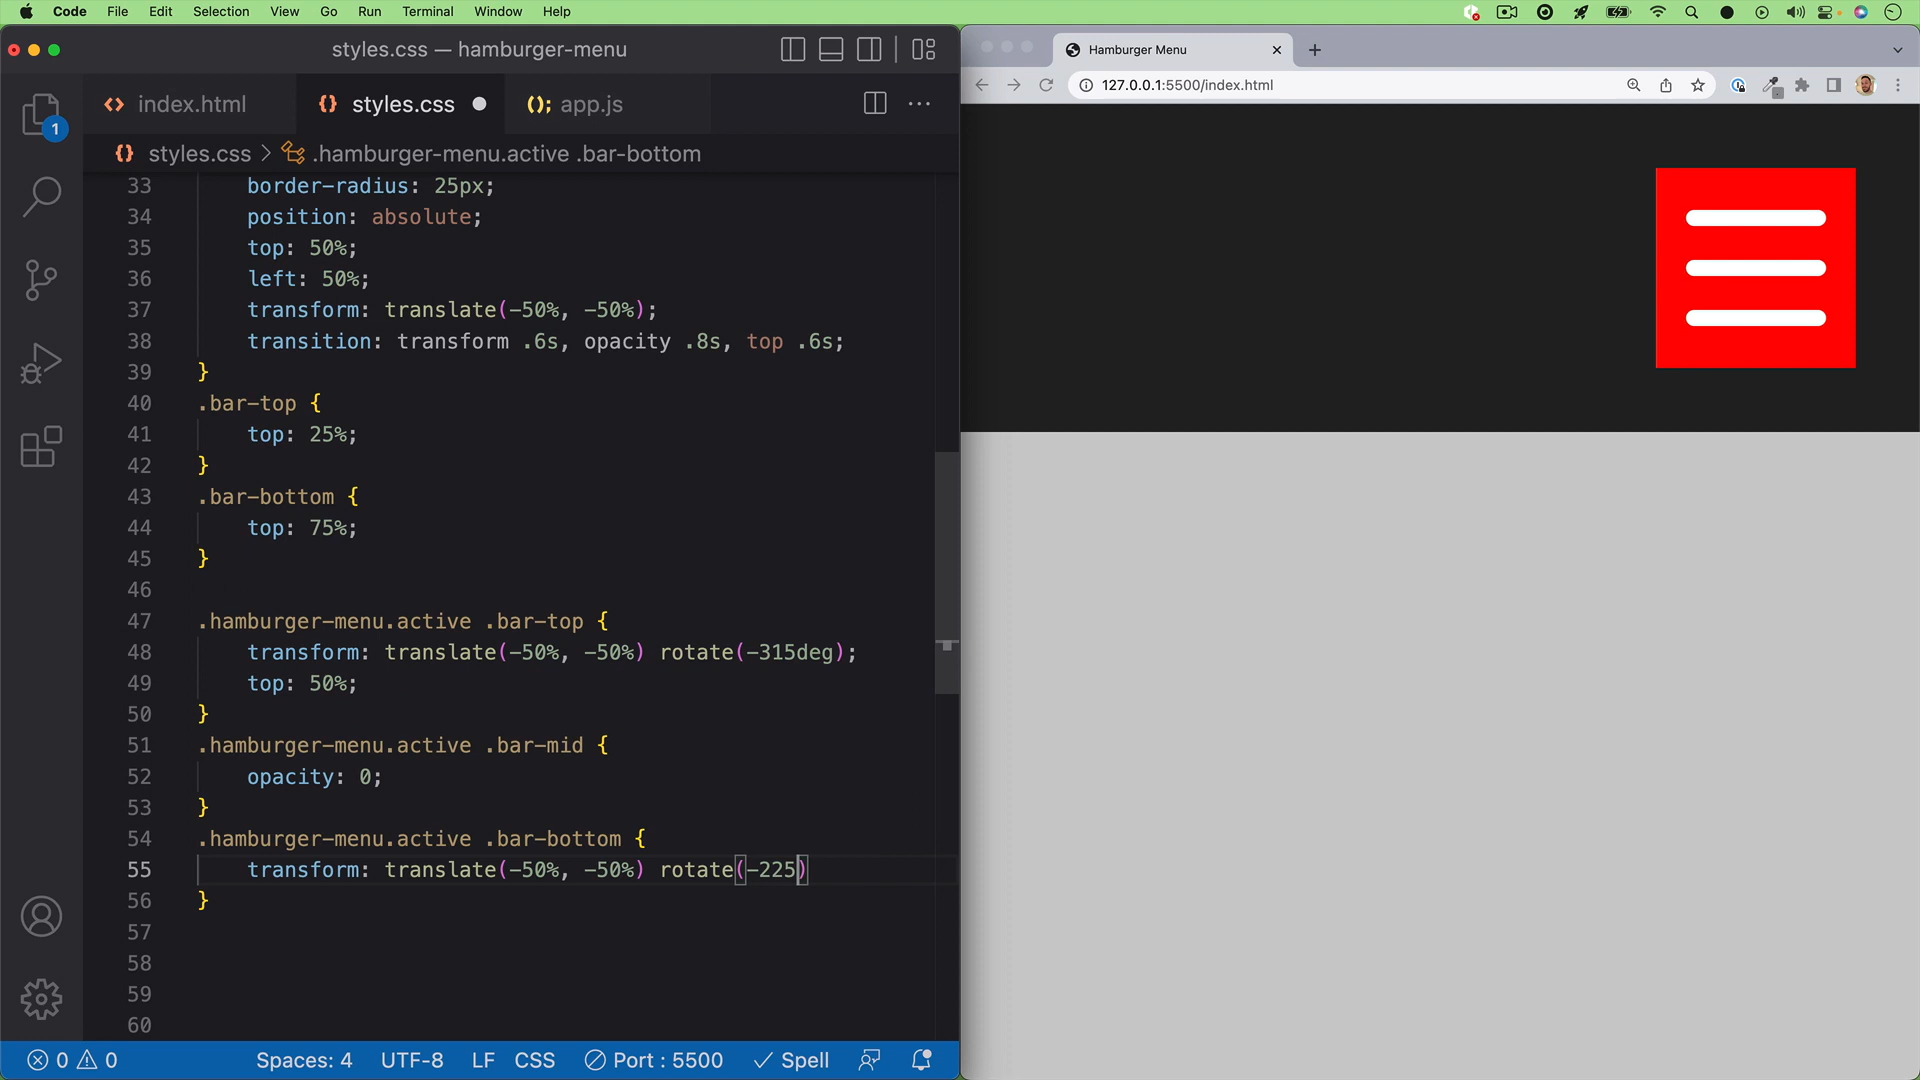 Code File Edit Selection View Go Run Terminal Window Help
styles.css — hamburger-menu
index.html
styles.css
app.js
1
styles.css > .hamburger-menu.active .bar-bottom
33 border-radius: 25px;
34 position: absolute;
35 top: 50%;
36 left: 50%;
37 transform: translate(-50%, -50%);
38 transition: transform .6s, opacity .8s, top .6s;
39 }
40 .bar-top {
41 top: 25%;
42 }
43 .bar-bottom {
44 top: 75%;
45 }
46
47 .hamburger-menu.active .bar-top {
48 transform: translate(-50%, -50%) rotate(-315deg);
49 top: 50%;
50 }
51 .hamburger-menu.active .bar-mid {
52 opacity: 0;
53 }
54 .hamburger-menu.active .bar-bottom {
55 transform: translate(-50%, -50%) rotate(-225)
56 }
57
58
59
60
0 0 Spaces: 4 UTF-8 LF CSS Port : 5500 Spell
Hamburger Menu
127.0.0.1:5500/index.html